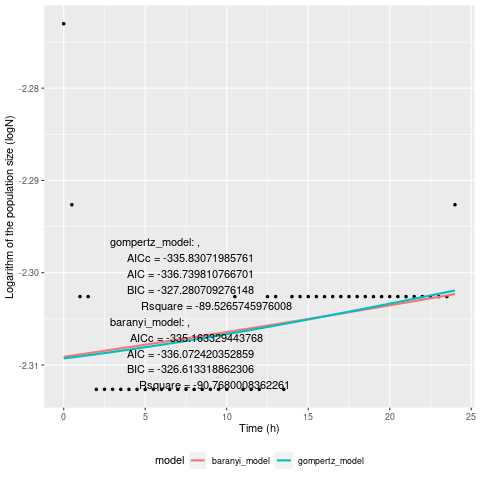 Logarithm of the population size (logN)
-2.28
-2.29
-2.30
-2.31
gompertz_model: ,
AICc = -335.83071985761
AIC = -336.739810766701
BIC = -327.280709276148
Rsquare = -89.5265745976008
baranyi_model: ,
AICc = -335.163329443768
AIC = -336.072420352859
BIC = -326.613318862306
Rsquare = -90.7680008362261
0 5 10 15 20 25
Time (h)
model baranyi_model gompertz_model